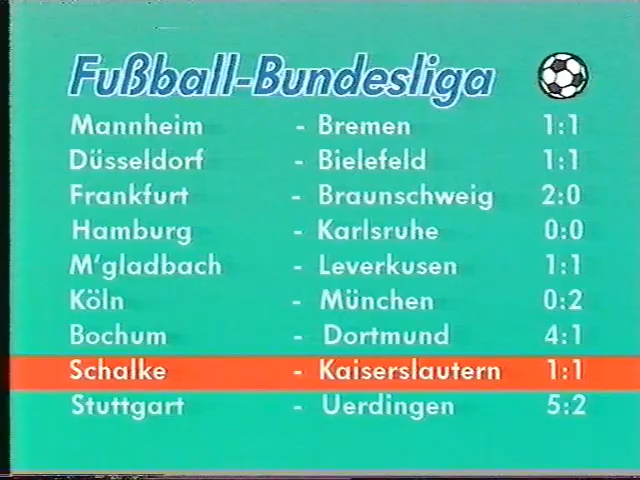 Fußball-Bundesliga
Mannheim - Bremen 1:1
Düsseldorf - Bielefeld 1:1
Frankfurt - Braunschweig 2:0
Hamburg - Karlsruhe 0:0
M'gladbach - Leverkusen 1:1
Köln - München 0:2
Bochum - Dortmund 4:1
Schalke - Kaiserslautern 1:1
Stuttgart - Uerdingen 5:2